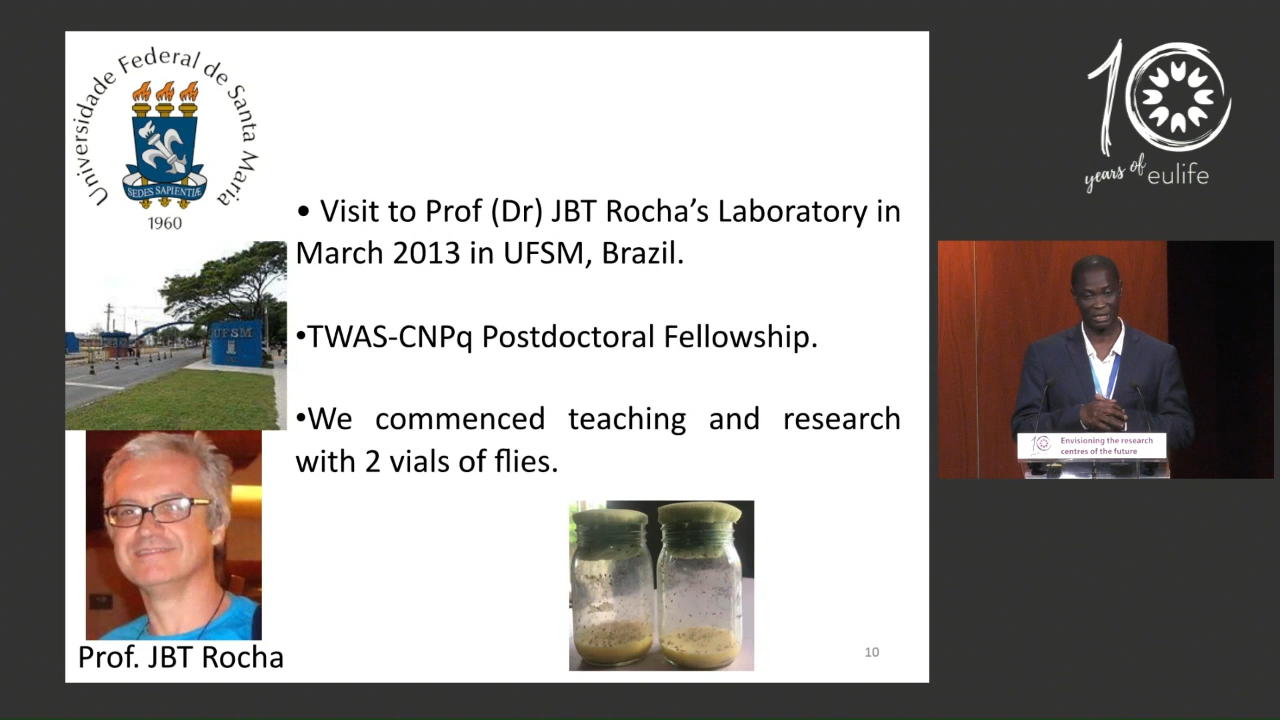 Universidade Federal de Santa Maria
SEDES SAPIENTIÆ
1960
UFSM
Prof. JBT Rocha
• Visit to Prof (Dr) JBT Rocha’s Laboratory in
March 2013 in UFSM, Brazil.
•TWAS-CNPq Postdoctoral Fellowship.
•We commenced teaching and research
with 2 vials of flies.
10
10
years of eulife
10
Envisioning the research
centres of the future